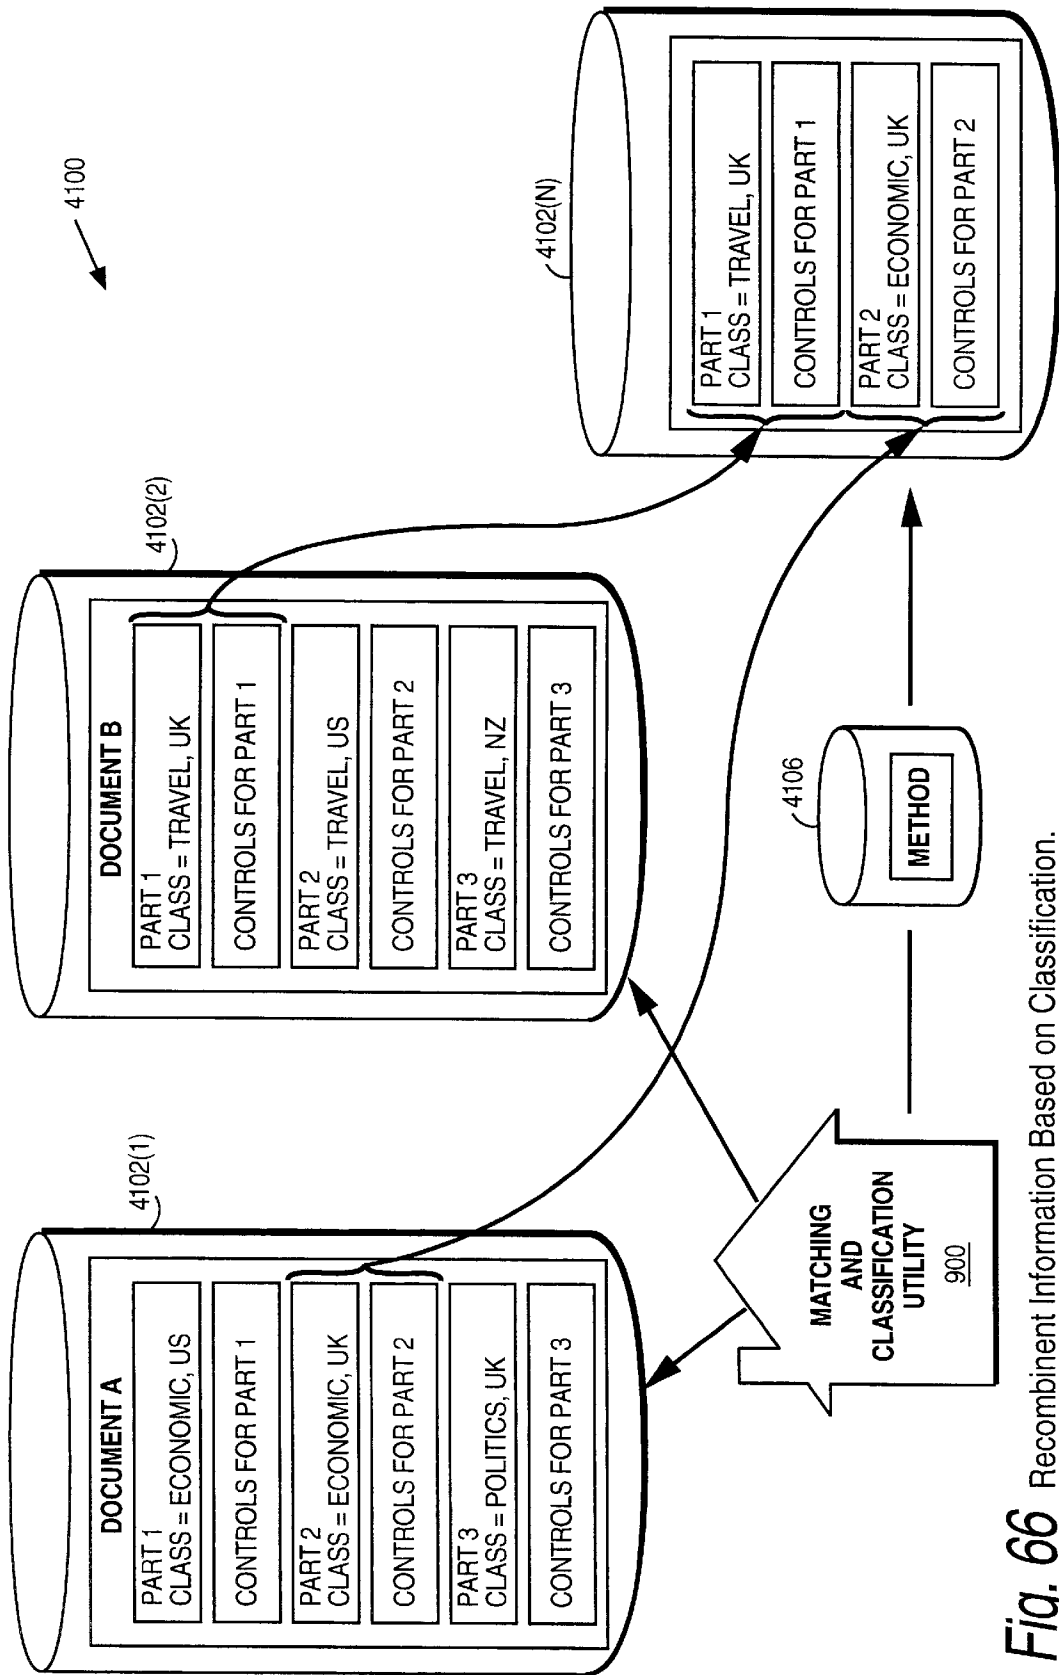 4100
4102(1)
DOCUMENT A
PART 1
CLASS = ECONOMIC, US
CONTROLS FOR PART 1
PART 2
CLASS = ECONOMIC, UK
CONTROLS FOR PART 2
PART 3
CLASS = POLITICS, UK
CONTROLS FOR PART 3
4102(2)
DOCUMENT B
PART 1
CLASS = TRAVEL, UK
CONTROLS FOR PART 1
PART 2
CLASS = TRAVEL, US
CONTROLS FOR PART 2
PART 3
CLASS = TRAVEL, NZ
CONTROLS FOR PART 3
4102(N)
PART 1
CLASS = TRAVEL, UK
CONTROLS FOR PART 1
PART 2
CLASS = ECONOMIC, UK
CONTROLS FOR PART 2
MATCHING
AND
CLASSIFICATION
UTILITY
900
4106
METHOD
Fig. 66 Recombinent Information Based on Classification.